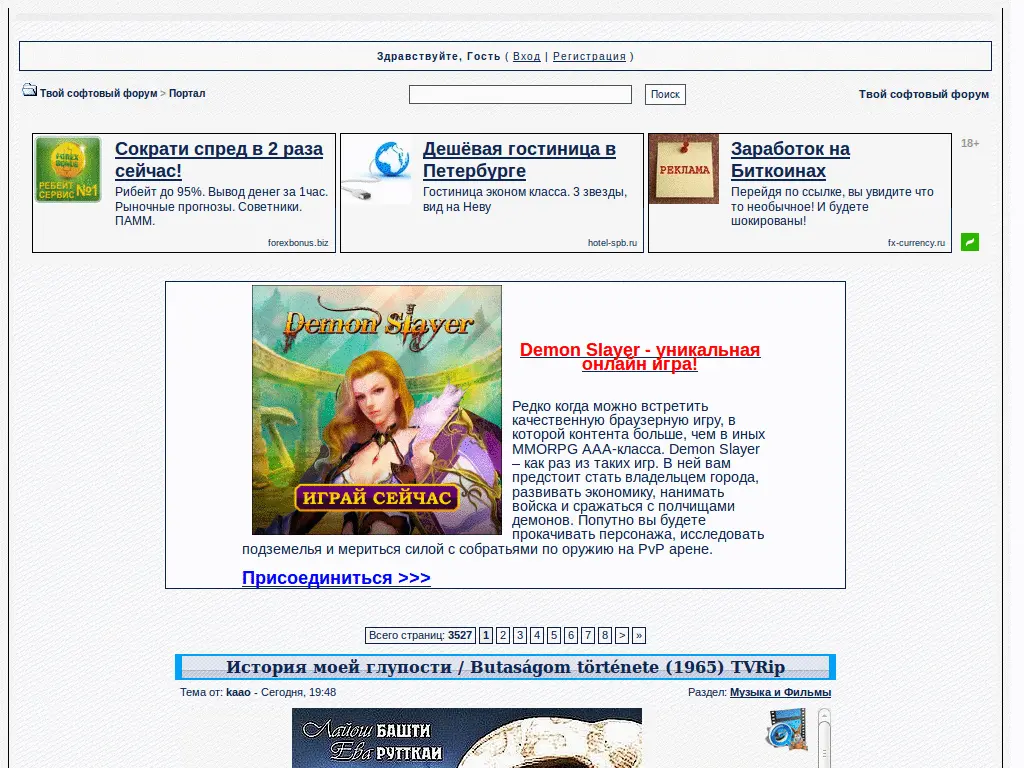 Здравствуйте, Гость ( Вход | Регистрация )
Твой софтовый форум > Портал
Поиск
Твой софтовый форум
FOREX
BONUS
РЕБЕЙТ
СЕРВИС №1
Сократи спред в 2 раза
сейчас!
Рибейт до 95%. Вывод денег за 1час.
Рыночные прогнозы. Советники.
ПАММ.
forexbonus.biz
Дешёвая гостиница в
Петербурге
Гостиница эконом класса. 3 звезды,
вид на Неву
hotel-spb.ru
РЕКЛАМА
Заработок на
Биткоинах
Перейдя по ссылке, вы увидите что
то необычное! И будете
шокированы!
fx-currency.ru
18+
Demon Slayer
ИГРАЙ СЕЙЧАС
Demon Slayer - уникальная
онлайн игра!
Редко когда можно встретить
качественную браузерную игру, в
которой контента больше, чем в иных
MMORPG ААА-класса. Demon Slayer
– как раз из таких игр. В ней вам
предстоит стать владельцем города,
развивать экономику, нанимать
войска и сражаться с полчищами
демонов. Попутно вы будете
прокачивать персонажа, исследовать
подземелья и мериться силой с собратьями по оружию на PvP арене.
Присоединиться >>>
Всего страниц: 3527 1 2 3 4 5 6 7 8 > »
История моей глупости / Butaságom története (1965) TVRip
Тема от: kaao - Сегодня, 19:48
Раздел: Музыка и Фильмы
Лайош БАШТИ
Ева РУТТКАИ